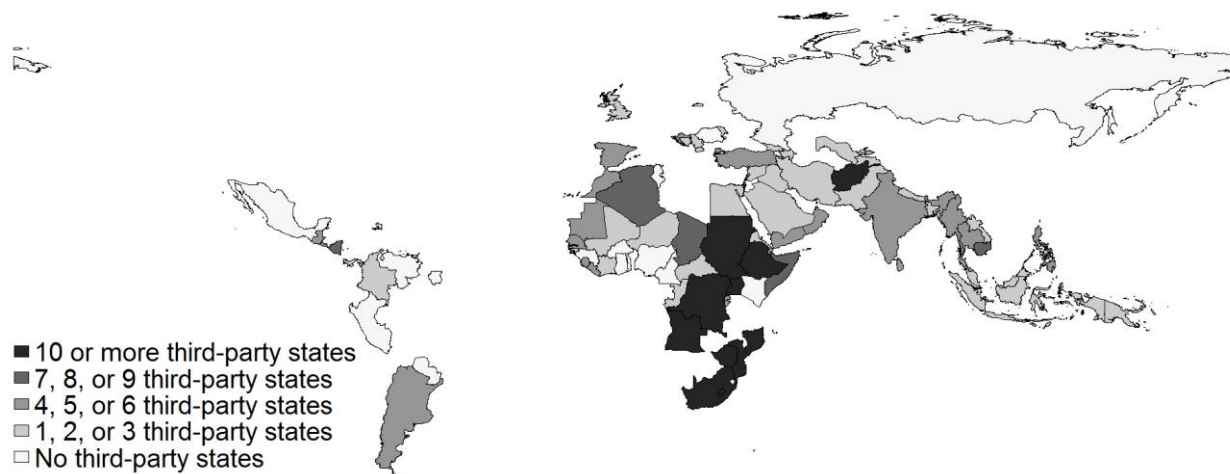 10 or more third-party states
7, 8, or 9 third-party states
4, 5, or 6 third-party states
1, 2, or 3 third-party states
No third-party states